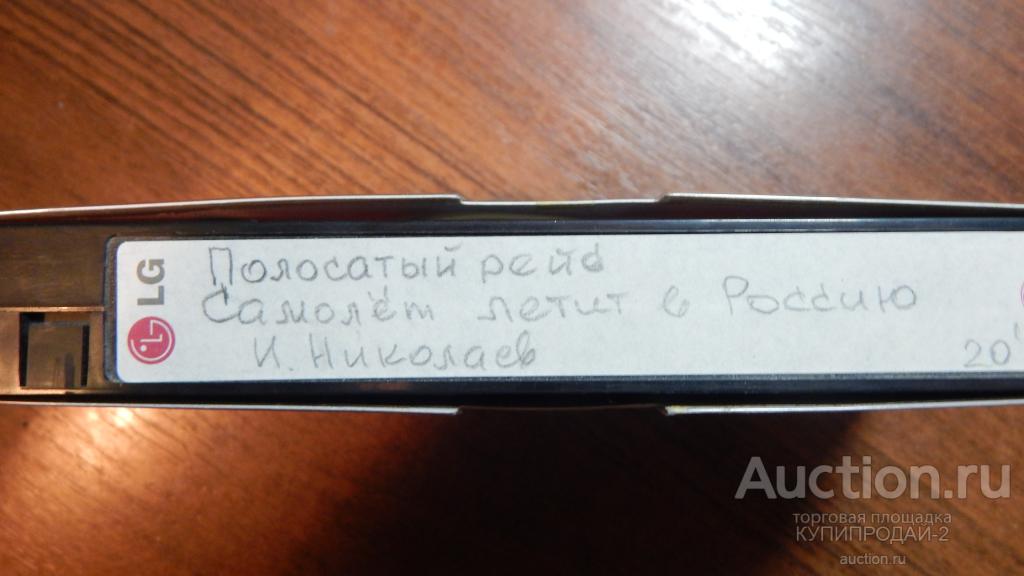 LG
Полосатый рейс
Самолёт летит в Россию
И. Николаев
20'
Auction.ru
торговая площадка
КУПИПРОДАЙ-2
auction.ru